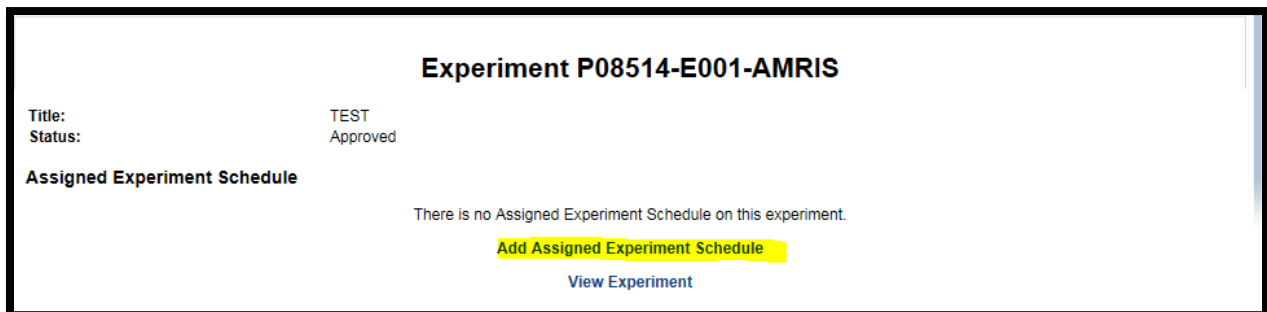 Experiment P08514-E001-AMRIS
Title: TEST
Status: Approved
Assigned Experiment Schedule
There is no Assigned Experiment Schedule on this experiment.
Add Assigned Experiment Schedule
View Experiment